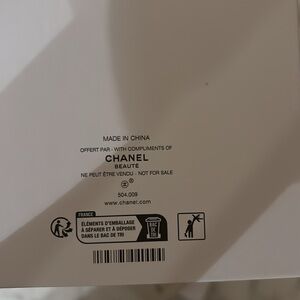 MADE IN CHINA
OFFERT PAR - WITH COMPLIMENTS OF
CHANEL
BEAUTÉ
NE PEUT ÊTRE VENDU - NOT FOR SALE
®
504.009
www.chanel.com
FRANCE
ÉLÉMENTS D'EMBALLAGE
À SÉPARER ET À DÉPOSER
DANS LE BAC DE TRI